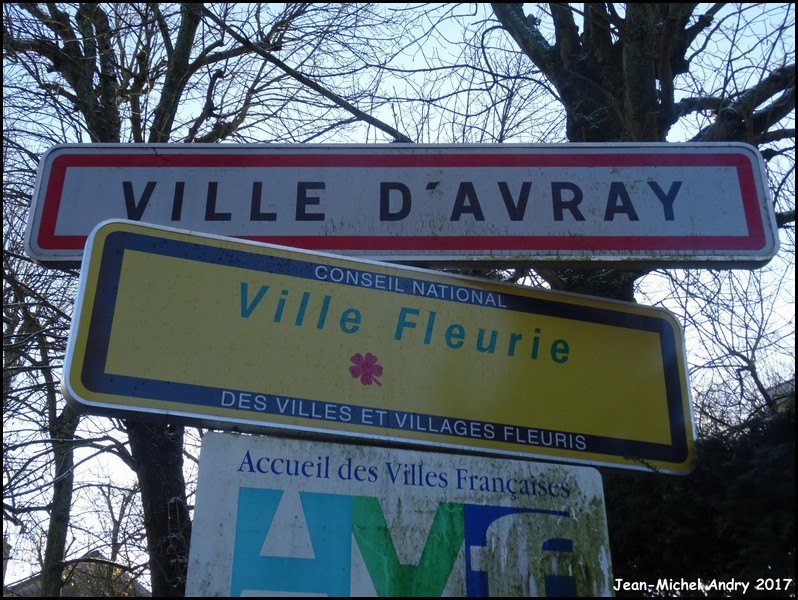 VILLE D'AVRAY
CONSEIL NATIONAL
Ville Fleurie
DES VILLES ET VILLAGES FLEURIS
Accueil des Villes Françaises
AVf
Jean-Michel Andry 2017